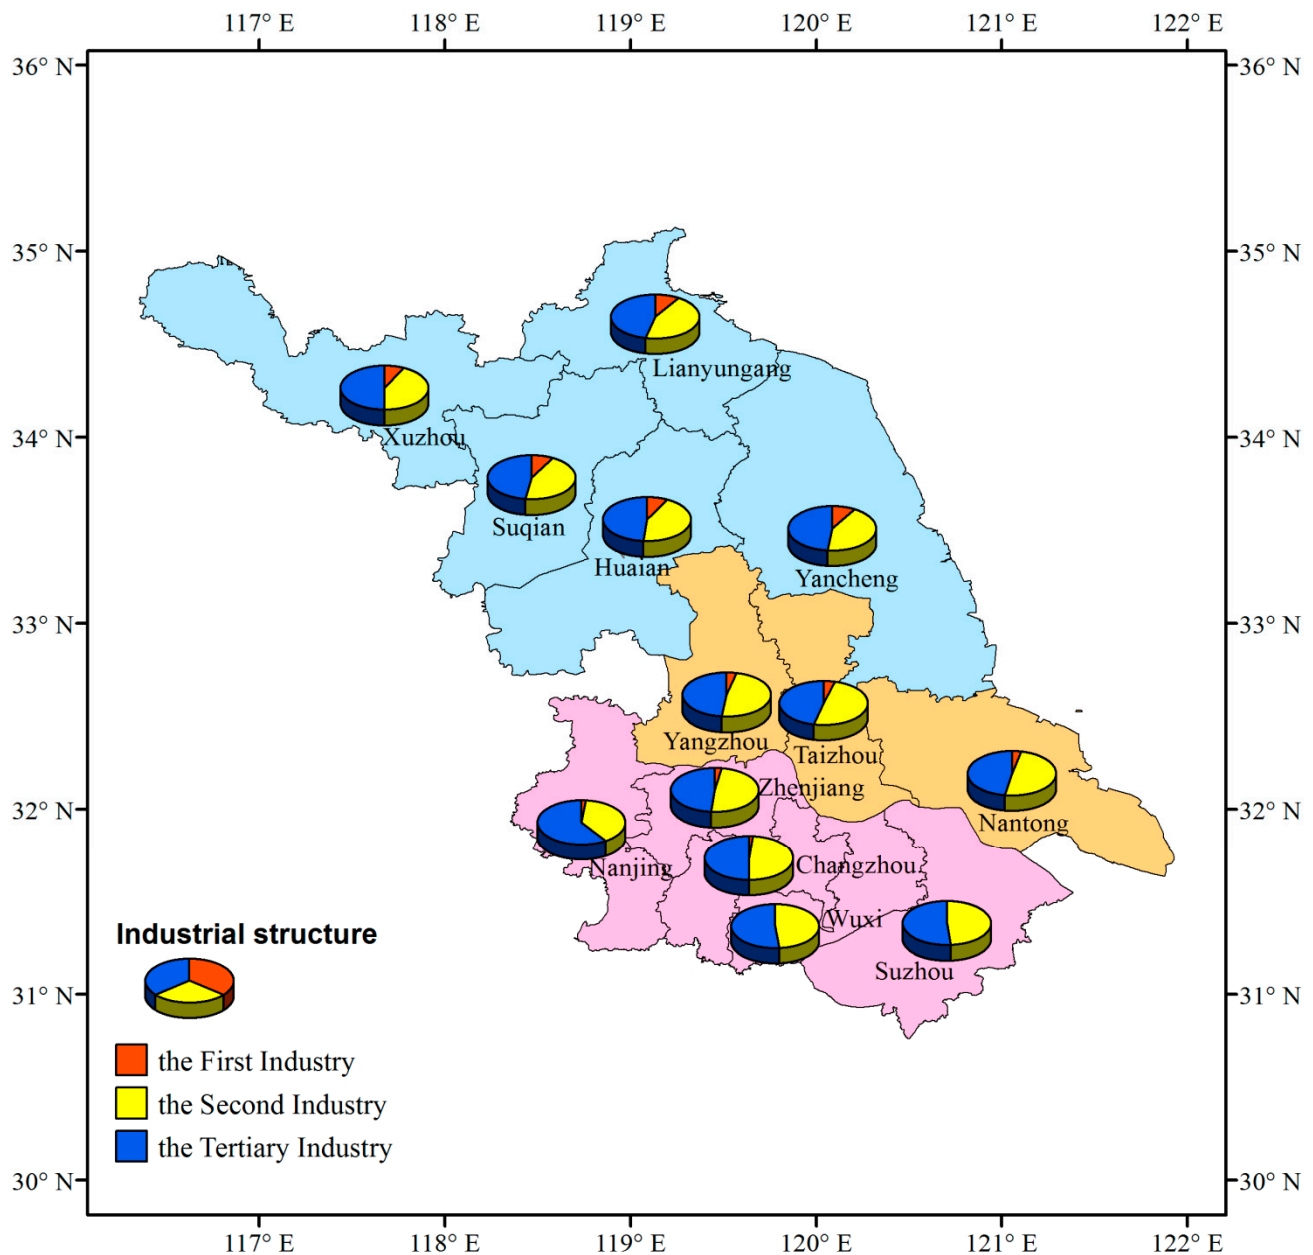 117° E 118° E 119° E 120° E 121° E 122° E
36° N 36° N
35° N 35° N
Lianyungang
34° N Xuzhou 34° N
Suqian
Huaian Yancheng
33° N 33° N
Yangzhou Taizhou
Zhenjiang
32° N 32° N
Nantong
Nanjing Changzhou
Wuxi
Industrial structure
Suzhou
31° N 31° N
the First Industry
the Second Industry
the Tertiary Industry
30° N 30° N
117° E 118° E 119° E 120° E 121° E 122° E